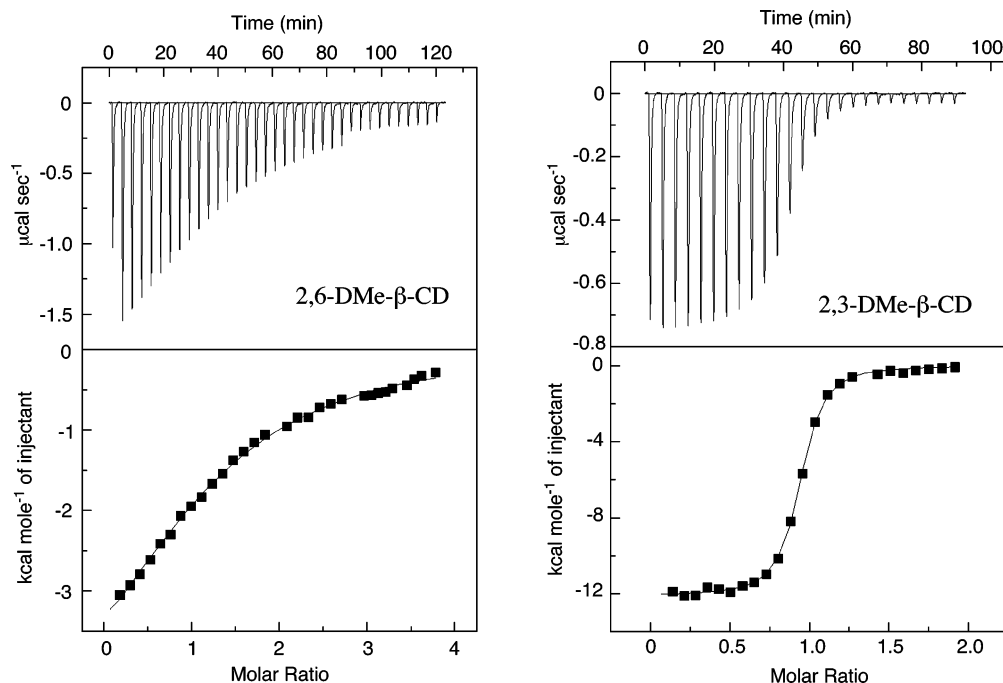 Time (min)
0 20 40 60 80 100 120
0
-0.5
-1.0
-1.5
μcal sec⁻¹
2,6-DMe-β-CD
0
-1
-2
-3
kcal mole⁻¹ of injectant
0 1 2 3 4
Molar Ratio
Time (min)
0 20 40 60 80 100
0
-0.2
-0.4
-0.6
-0.8
μcal sec⁻¹
2,3-DMe-β-CD
0
-4
-8
-12
kcal mole⁻¹ of injectant
0 0.5 1.0 1.5 2.0
Molar Ratio